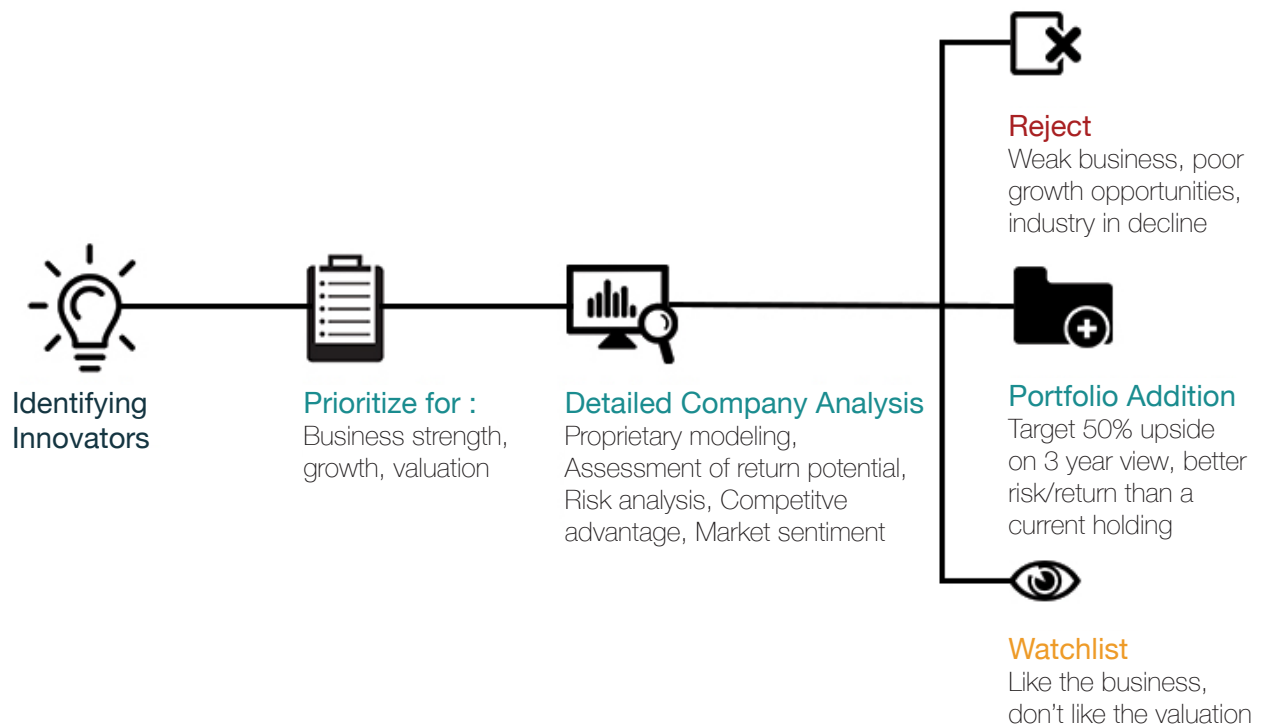 Identifying
Innovators
Prioritize for :
Business strength,
growth, valuation
Detailed Company Analysis
Proprietary modeling,
Assessment of return potential,
Risk analysis, Competitve
advantage, Market sentiment
Reject
Weak business, poor
growth opportunities,
industry in decline
Portfolio Addition
Target 50% upside
on 3 year view, better
risk/return than a
current holding
Watchlist
Like the business,
don’t like the valuation